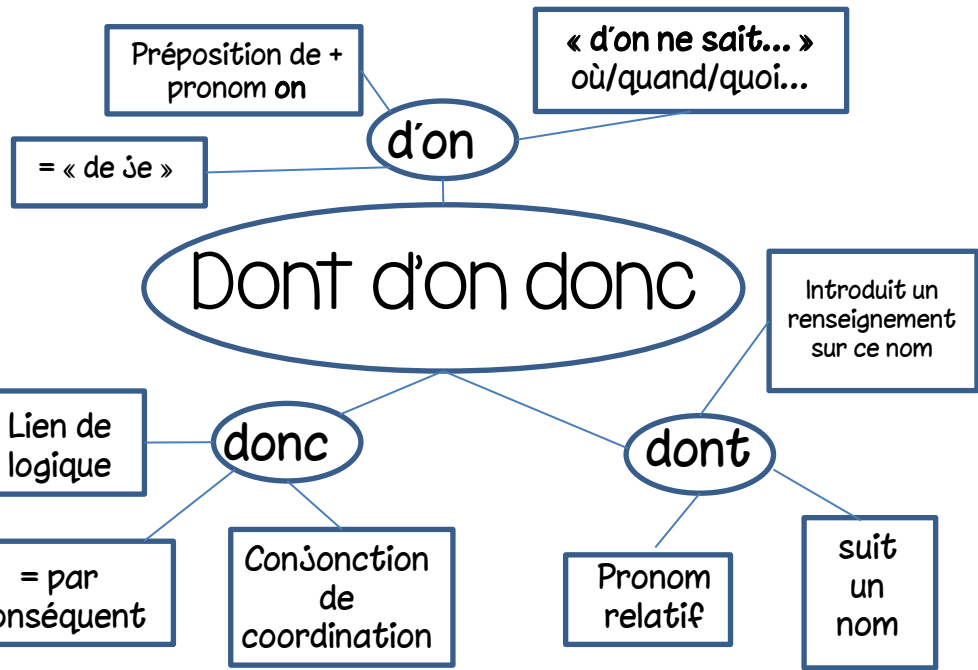 Préposition de +
pronom on
« d'on ne sait... »
où/quand/quoi...
d'on
= « de je »
Dont d'on donc
Introduit un
renseignement
sur ce nom
Lien de
logique
donc
dont
= par
onséquent
Conjonction
de
coordination
Pronom
relatif
suit
un
nom